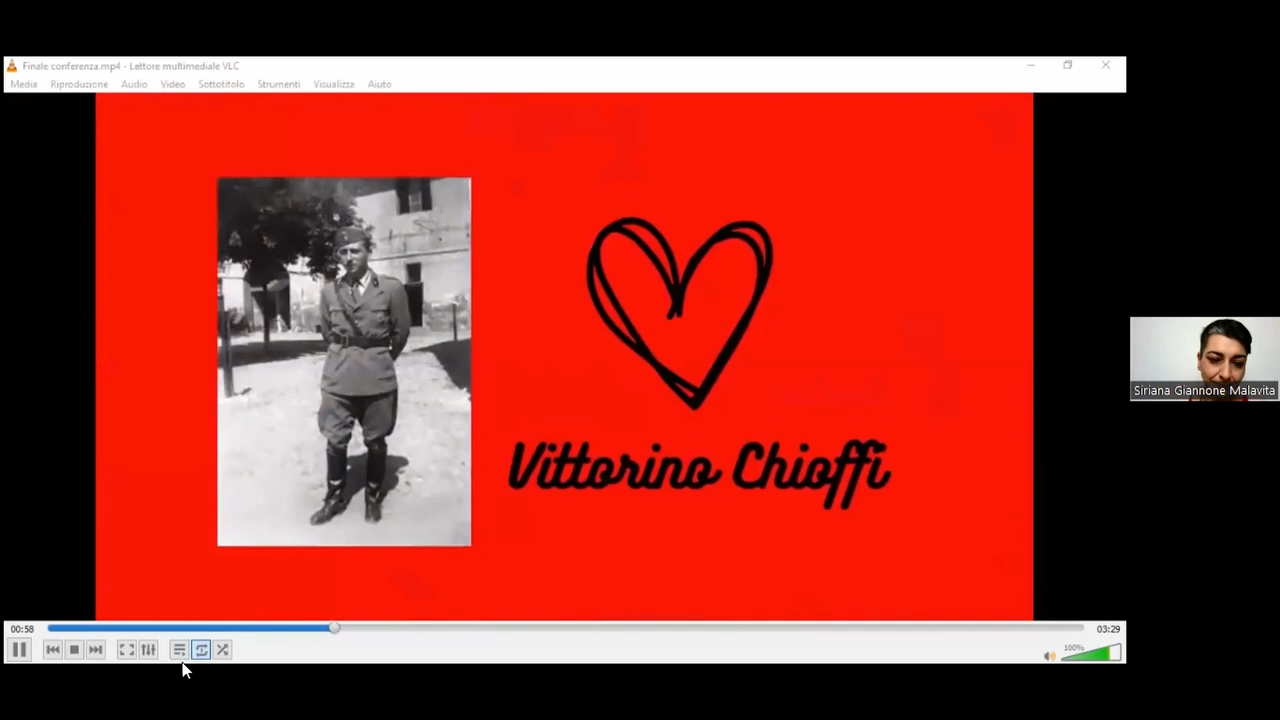 Finale conferenza.mp4 - Lettore multimediale VLC
Media Riproduzione Audio Video Sottotitolo Strumenti Visualizza Aiuto
Vittorino Chioffi
Siriana Giannone Malavita
00:58
03:29
100%